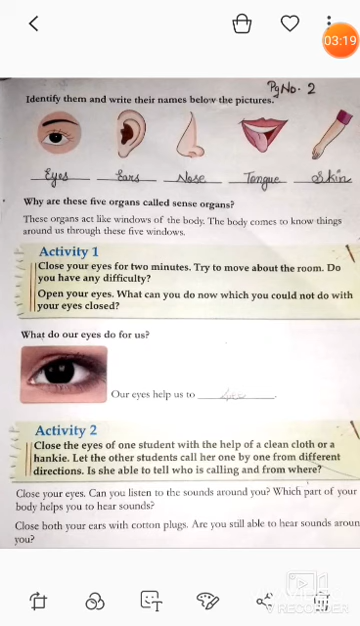 03:19
Pg No. 2
Identify them and write their names below the pictures.
Eyes Ears Nose Tongue Skin
Why are these five organs called sense organs?
These organs act like windows of the body. The body comes to know things
around us through these five windows.
Activity 1
Close your eyes for two minutes. Try to move about the room. Do
you have any difficulty?
Open your eyes. What can you do now which you could not do with
your eyes closed?
What do our eyes do for us?
Our eyes help us to
Activity 2
Close the eyes of one student with the help of a clean cloth or a
hankie. Let the other students call her one by one from different
directions. Is she able to tell who is calling and from where?
Close your eyes. Can you listen to the sounds around you? Which part of your
body helps you to hear sounds?
Close both your ears with cotton plugs. Are you still able to hear sounds aroun
you?
RECORDER